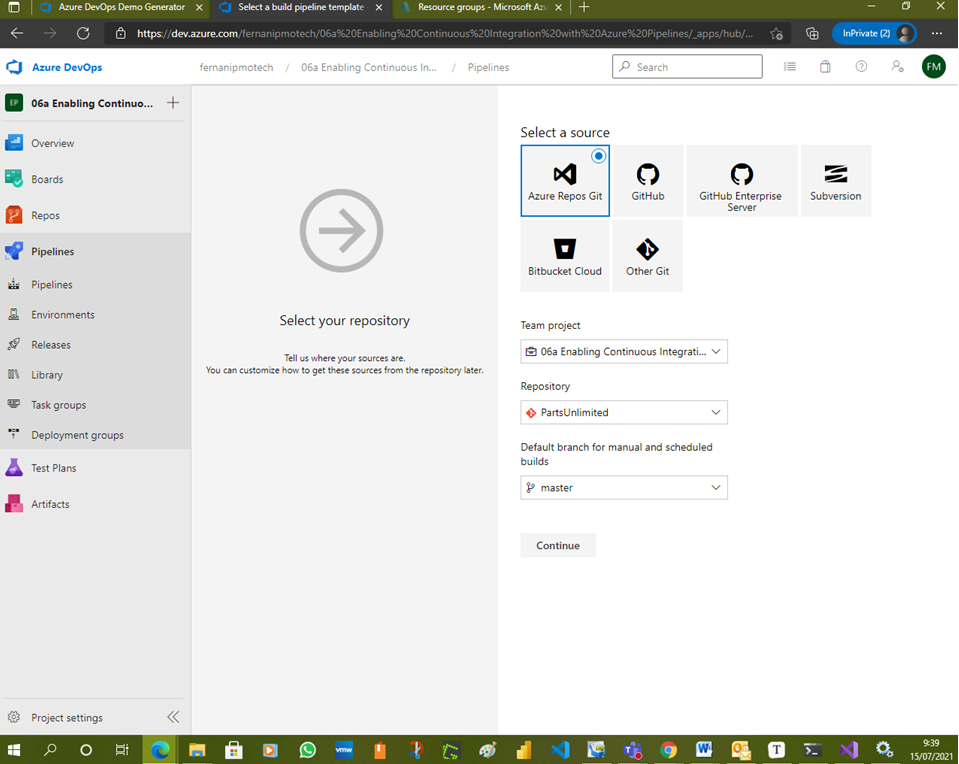 Azure DevOps Demo Generator
Select a build pipeline template
Resource groups - Microsoft Azu
https://dev.azure.com/fernanipmotech/06a%20Enabling%20Continuous%20Integration%20with%20Azure%20Pipelines/_apps/hub/...
InPrivate (2)
Azure DevOps
fernanipmotech / 06a Enabling Continuous In... / Pipelines
Search
FM
EP
06a Enabling Continuo...
Overview
Boards
Repos
Pipelines
Pipelines
Environments
Releases
Library
Task groups
Deployment groups
Test Plans
Artifacts
Project settings
Select your repository
Tell us where your sources are.
You can customize how to get these sources from the repository later.
Select a source
Azure Repos Git
GitHub
GitHub Enterprise
Server
Subversion
Bitbucket Cloud
Other Git
Team project
06a Enabling Continuous Integrati...
Repository
PartsUnlimited
Default branch for manual and scheduled
builds
master
Continue
vmw
9:39
15/07/2021